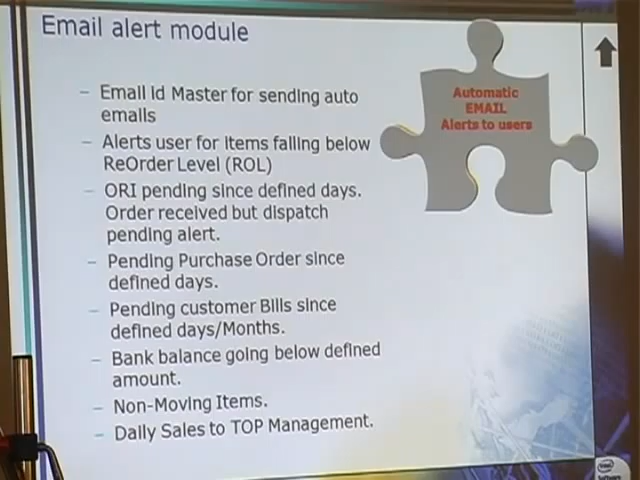 Email alert module
– Email id Master for sending auto
emails
– Alerts user for items falling below
ReOrder Level (ROL)
– ORI pending since defined days.
Order received but dispatch
pending alert.
– Pending Purchase Order since
defined days.
– Pending customer Bills since
defined days/Months.
– Bank balance going below defined
amount.
– Non-Moving Items.
– Daily Sales to TOP Management.
Automatic
EMAIL
Alerts to users
intel
Software